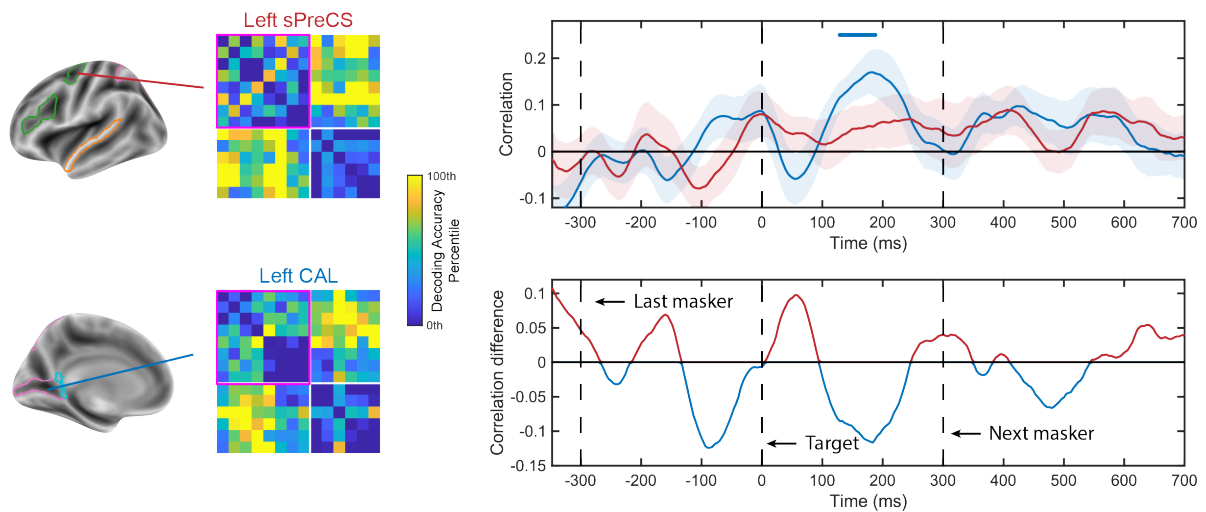 Left sPreCS
100th
Decoding Accuracy
Percentile
0th
Left CAL
Correlation
0.2
0.1
0
-0.1
-300 -200 -100 0 100 200 300 400 500 600 700
Time (ms)
Correlation difference
0.1
0.05
0
-0.05
-0.1
-0.15
Last masker
Target
Next masker
-300 -200 -100 0 100 200 300 400 500 600 700
Time (ms)